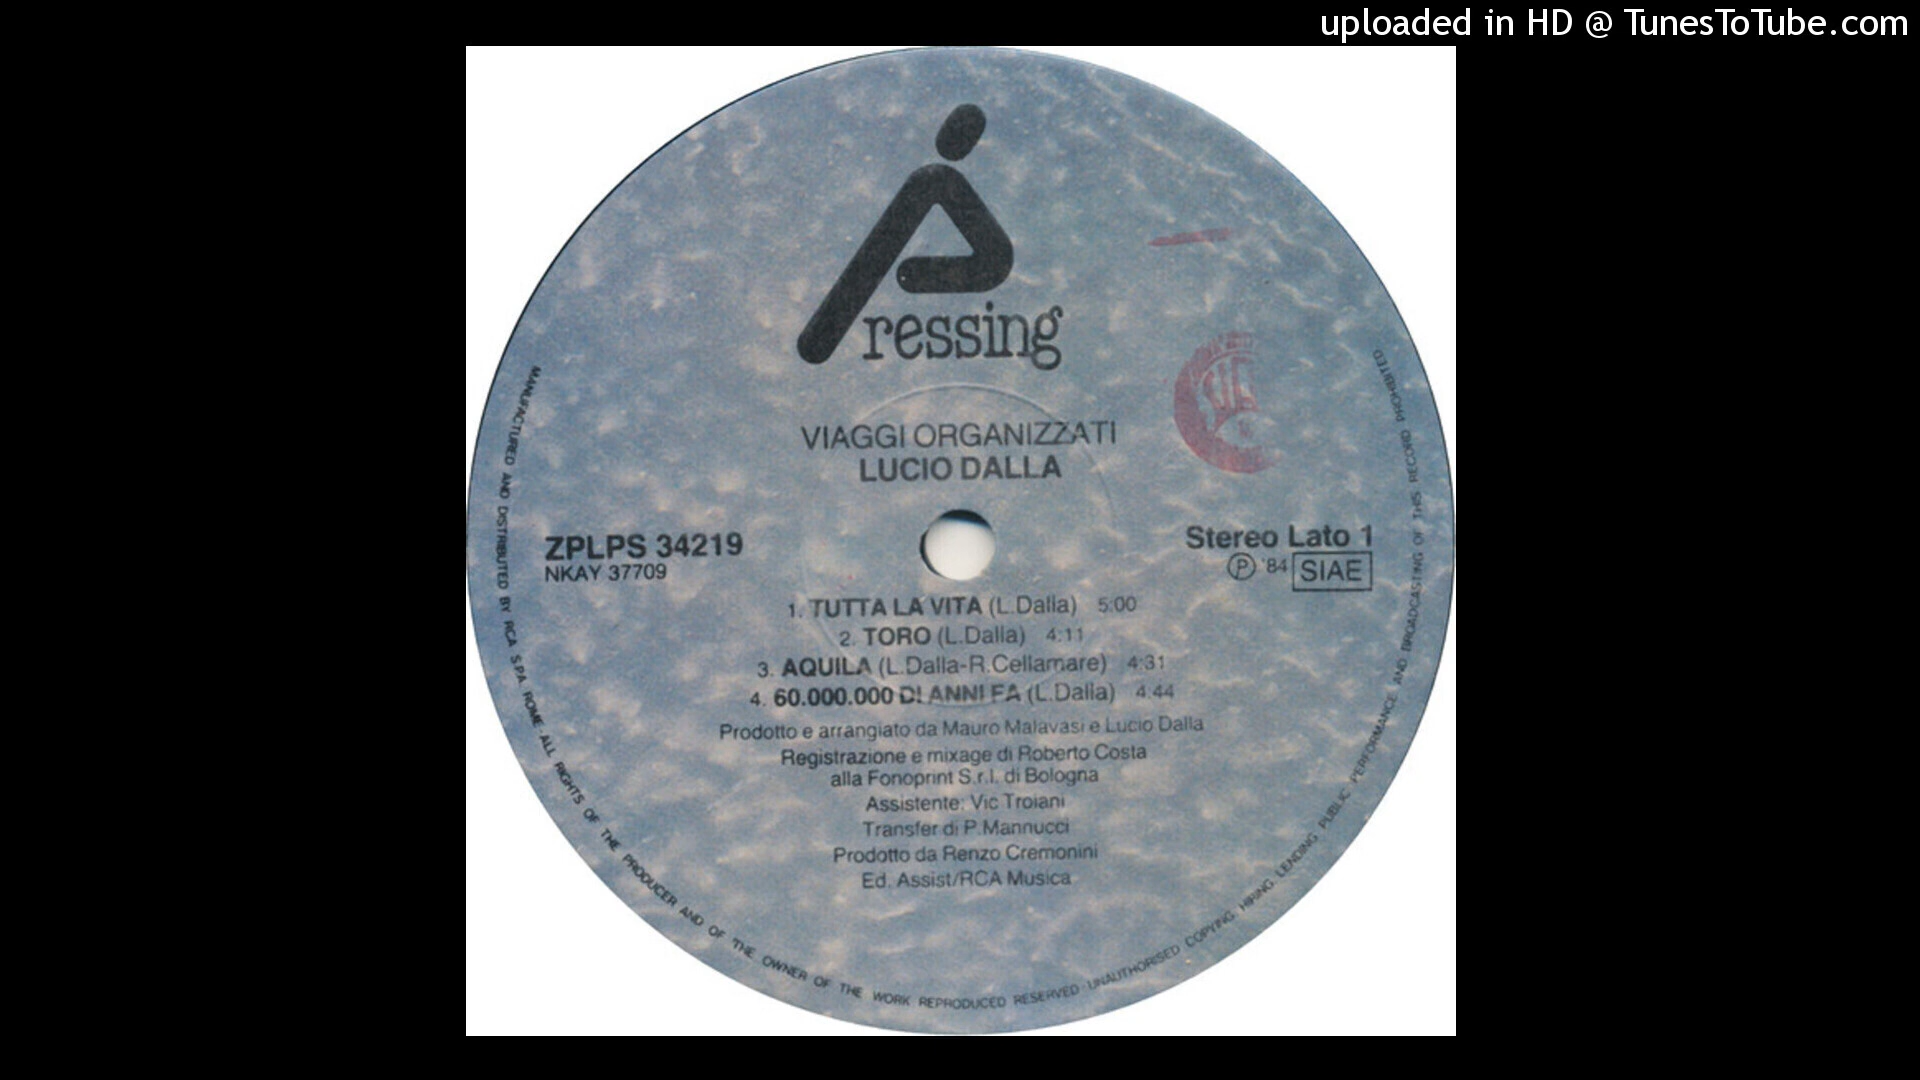 uploaded in HD @ TunesToTube.com
Pressing
VIAGGI ORGANIZZATI
LUCIO DALLA
ZPLPS 34219
NKAY 37709
Stereo Lato 1
Ⓟ '84 SIAE
1. TUTTA LA VITA (L.Dalla) 5:00
2. TORO (L.Dalla) 4:11
3. AQUILA (L.Dalla-R.Cellamare) 4:31
4. 60.000.000 DI ANNI FA (L.Dalla) 4:44
Prodotto e arrangiato da Mauro Malavasi e Lucio Dalla
Registrazione e mixage di Roberto Costa
alla Fonoprint S.r.l. di Bologna
Assistente: Vic Troiani
Transfer di P.Mannucci
Prodotto da Renzo Cremonini
Ed. Assist/RCA Musica
MANUFACTURED AND DISTRIBUTED BY RCA S.P.A. ROME · ALL RIGHTS OF THE PRODUCER AND OF THE OWNER OF THE WORK REPRODUCED RESERVED · UNAUTHORISED COPYING, HIRING, LENDING, PUBLIC PERFORMANCE AND BROADCASTING OF THIS RECORD PROHIBITED